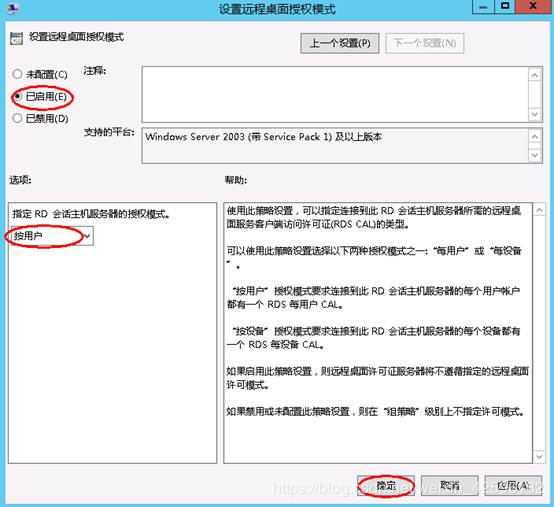 设置远程桌面授权模式
设置远程桌面授权模式
上一个设置(P)
下一个设置(N)
未配置(C)
注释:
已启用(E)
已禁用(D)
支持的平台:
Windows Server 2003 (带 Service Pack 1) 及以上版本
选项:
帮助:
指定 RD 会话主机服务器的授权模式。
按用户
使用此策略设置，可以指定连接到此 RD 会话主机服务器所需的远程桌
面服务客户端访问许可证(RDS CAL)的类型。
可以使用此策略设置选择以下两种授权模式之一:“每用户”或“每设备
”。
“按用户”授权模式要求连接到此 RD 会话主机服务器的每个用户帐户
都有一个 RDS 每用户 CAL。
“按设备”授权模式要求连接到此 RD 会话主机服务器的每个设备都有
一个 RDS 每设备 CAL。
如果启用此策略设置，则远程桌面许可证服务器将不遵循指定的远程桌面
许可模式。
如果禁用或未配置此策略设置，则在“组策略”级别上不指定许可模式。
确定
取消
应用(A)